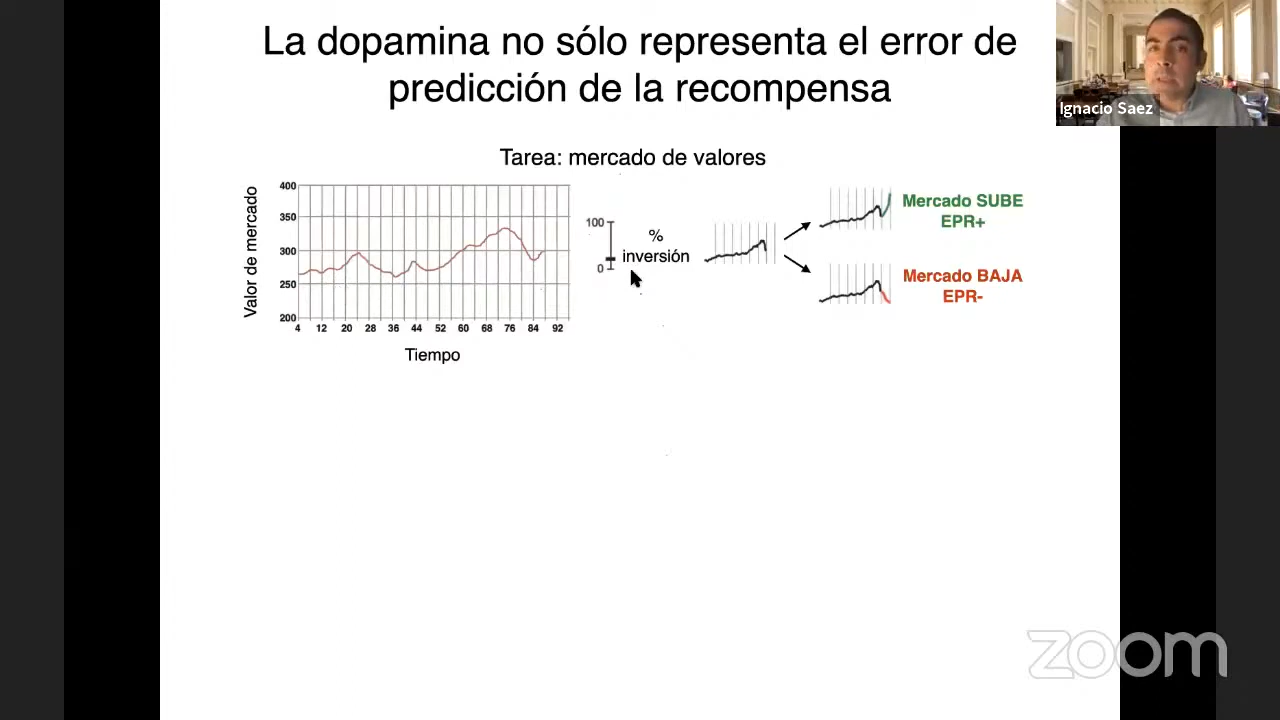 La dopamina no sólo representa el error de
predicción de la recompensa
Ignacio Saez
Tarea: mercado de valores
Valor de mercado
400
350
300
250
200
4 12 20 28 36 44 52 60 68 76 84 92
Tiempo
100
0
%
inversión
Mercado SUBE
EPR+
Mercado BAJA
EPR-
zoom